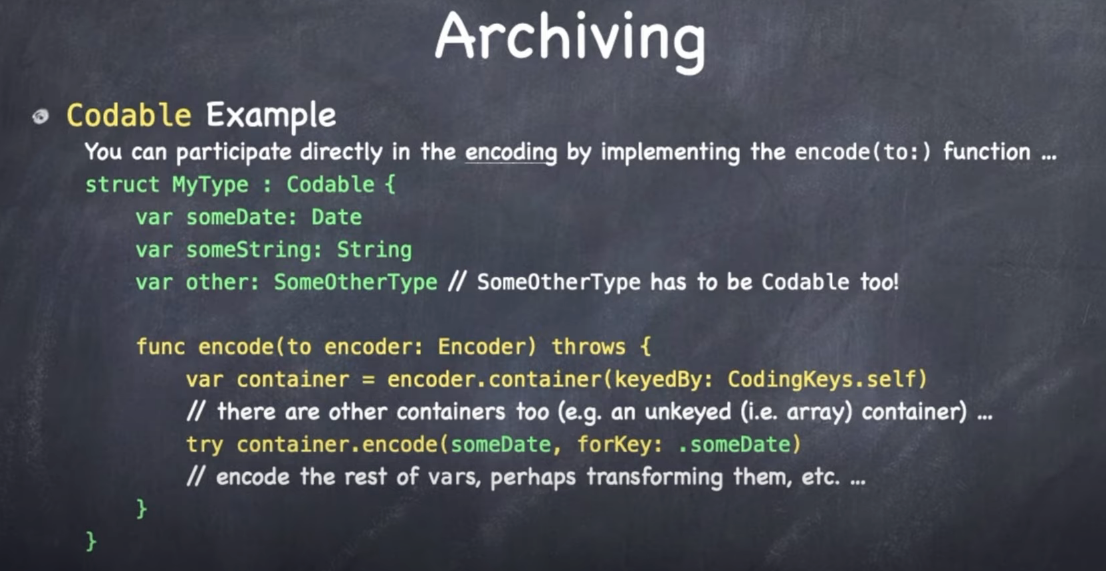 Archiving
Codable Example
You can participate directly in the encoding by implementing the encode(to:) function ...
struct MyType : Codable {
var someDate: Date
var someString: String
var other: SomeOtherType // SomeOtherType has to be Codable too!
func encode(to encoder: Encoder) throws {
var container = encoder.container(keyedBy: CodingKeys.self)
// there are other containers too (e.g. an unkeyed (i.e. array) container) ...
try container.encode(someDate, forKey: .someDate)
// encode the rest of vars, perhaps transforming them, etc. ...
}
}